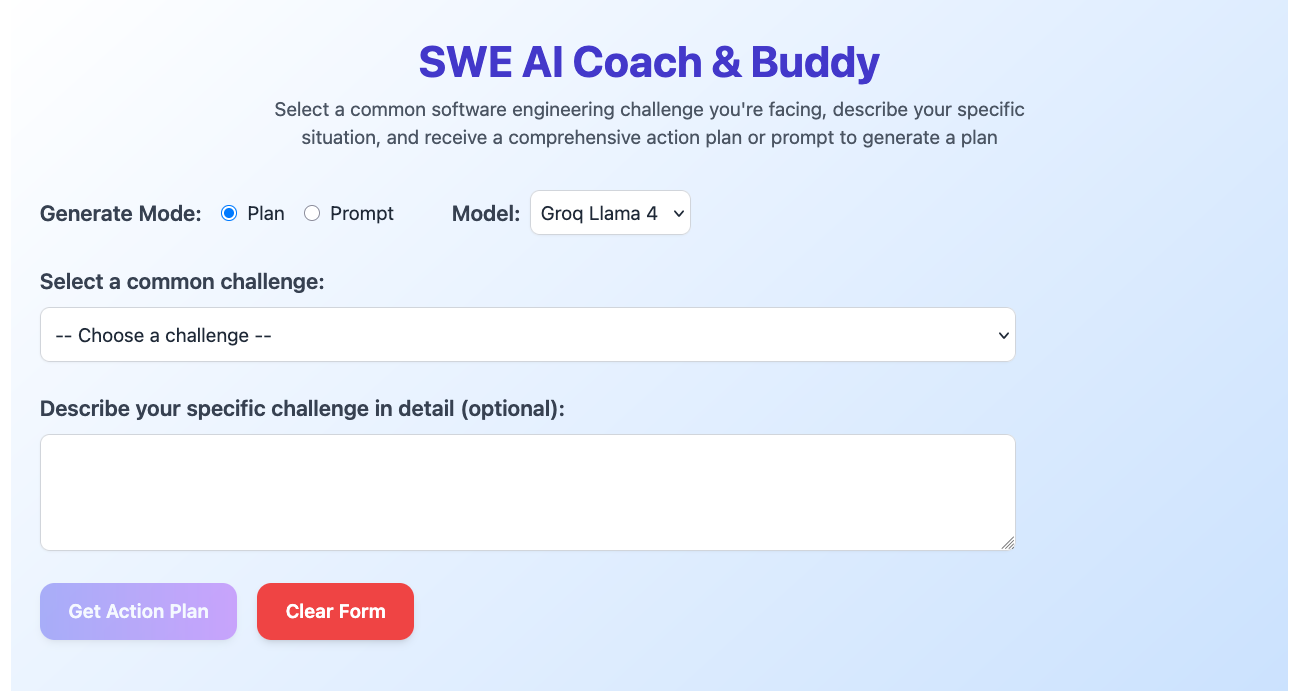 SWE AI Coach & Buddy
Select a common software engineering challenge you're facing, describe your specific
situation, and receive a comprehensive action plan or prompt to generate a plan
Generate Mode: Plan Prompt Model: Groq Llama 4
Select a common challenge:
-- Choose a challenge --
Describe your specific challenge in detail (optional):
Get Action Plan Clear Form